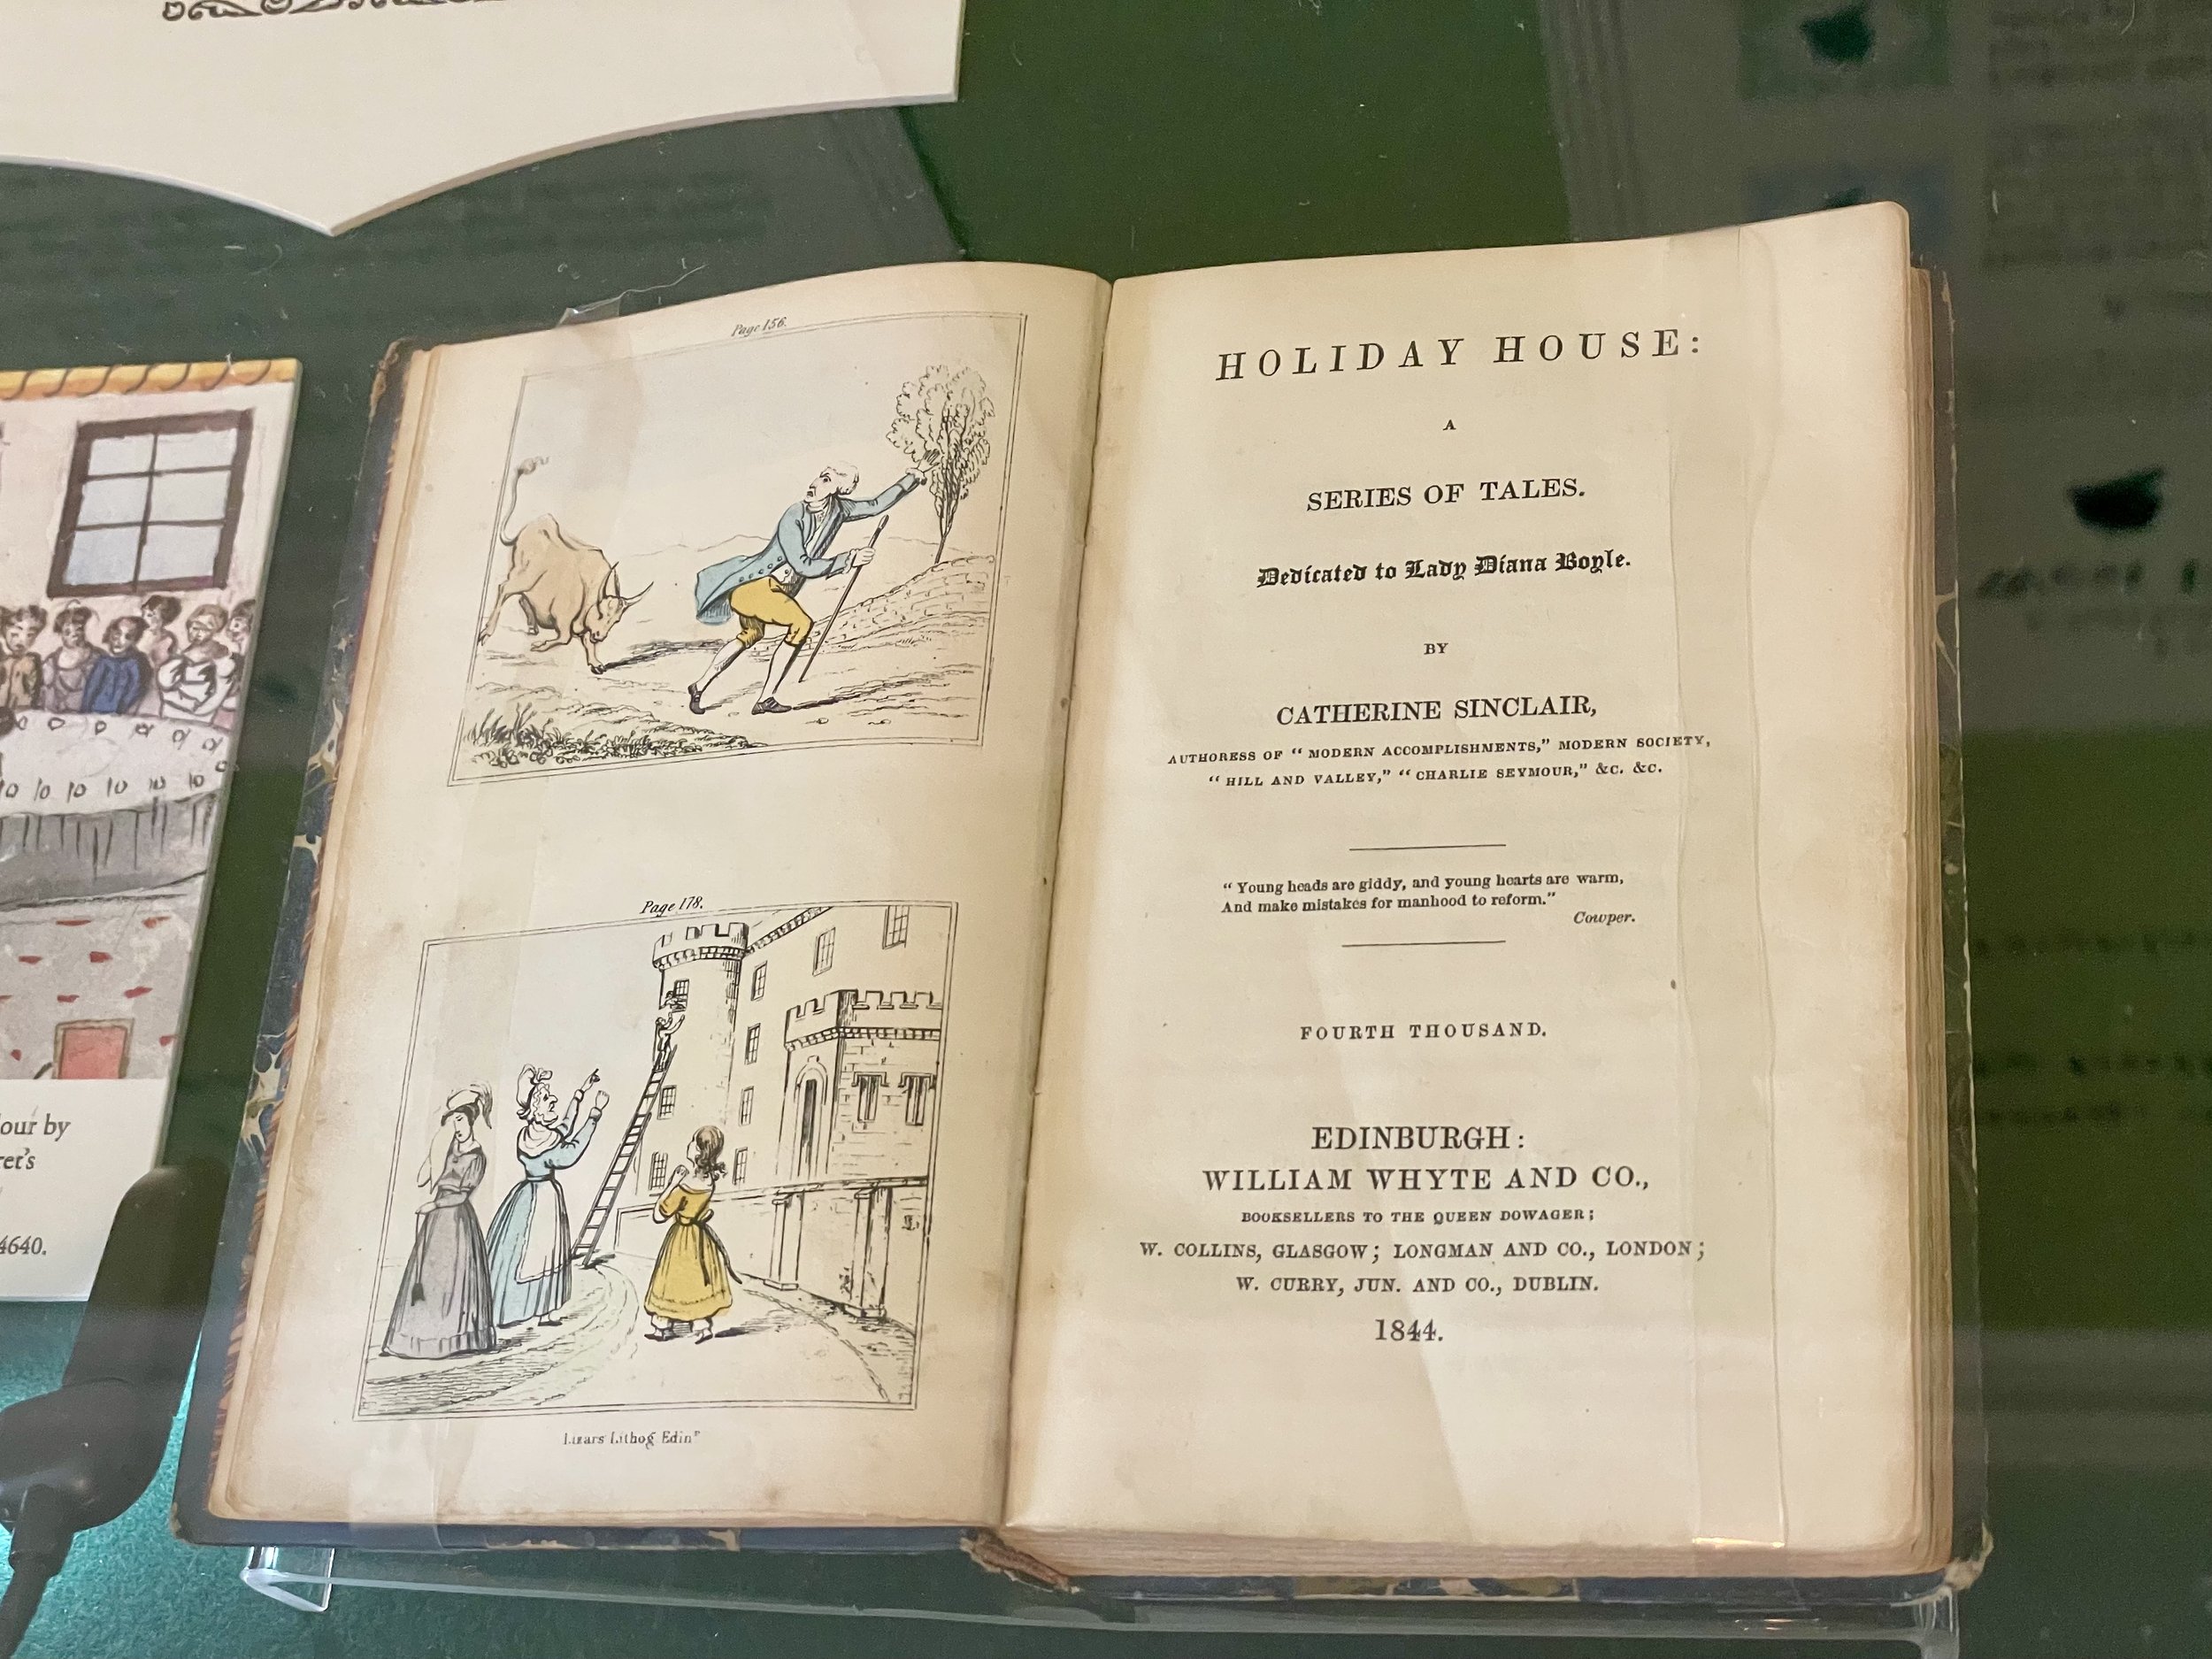 Page 156.
Page 178.
Lizars Lithog Edinr
HOLIDAY HOUSE:
A
SERIES OF TALES.
Dedicated to Lady Diana Boyle.
BY
CATHERINE SINCLAIR,
AUTHORESS OF “ MODERN ACCOMPLISHMENTS,” MODERN SOCIETY,
“ HILL AND VALLEY,” “ CHARLIE SEYMOUR,” &C. &C.
“ Young heads are giddy, and young hearts are warm,
And make mistakes for manhood to reform.”
Cowper.
FOURTH THOUSAND.
EDINBURGH:
WILLIAM WHYTE AND CO.,
BOOKSELLERS TO THE QUEEN DOWAGER;
W. COLLINS, GLASGOW; LONGMAN AND CO., LONDON;
W. CURRY, JUN. AND CO., DUBLIN.
1844.
our by
ret’s
4640.